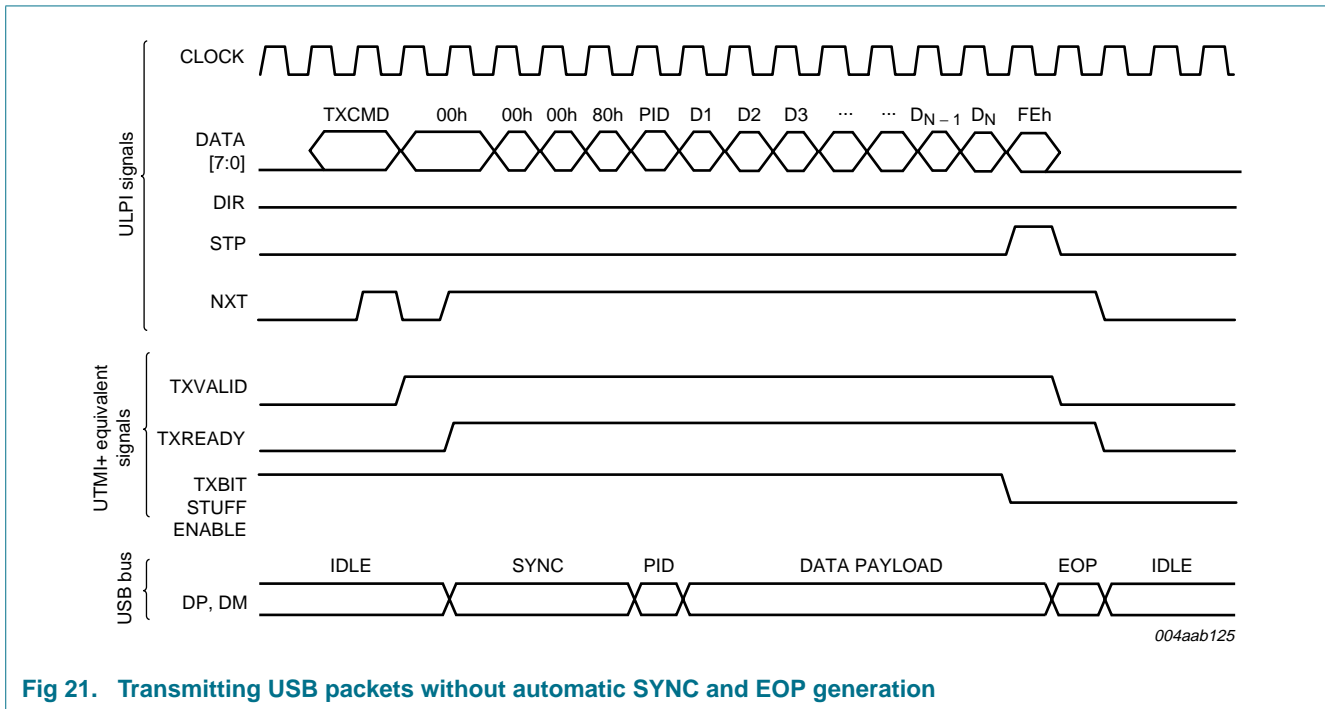 CLOCK
TXCMD 00h 00h 00h 80h PID D1 D2 D3 ... ... DN − 1 DN FEh
DATA
[7:0]
DIR
STP
NXT
ULPI signals
TXVALID
TXREADY
TXBIT
STUFF
ENABLE
UTMI+ equivalent
signals
IDLE SYNC PID DATA PAYLOAD EOP IDLE
DP, DM
USB bus
004aab125
Fig 21. Transmitting USB packets without automatic SYNC and EOP generation